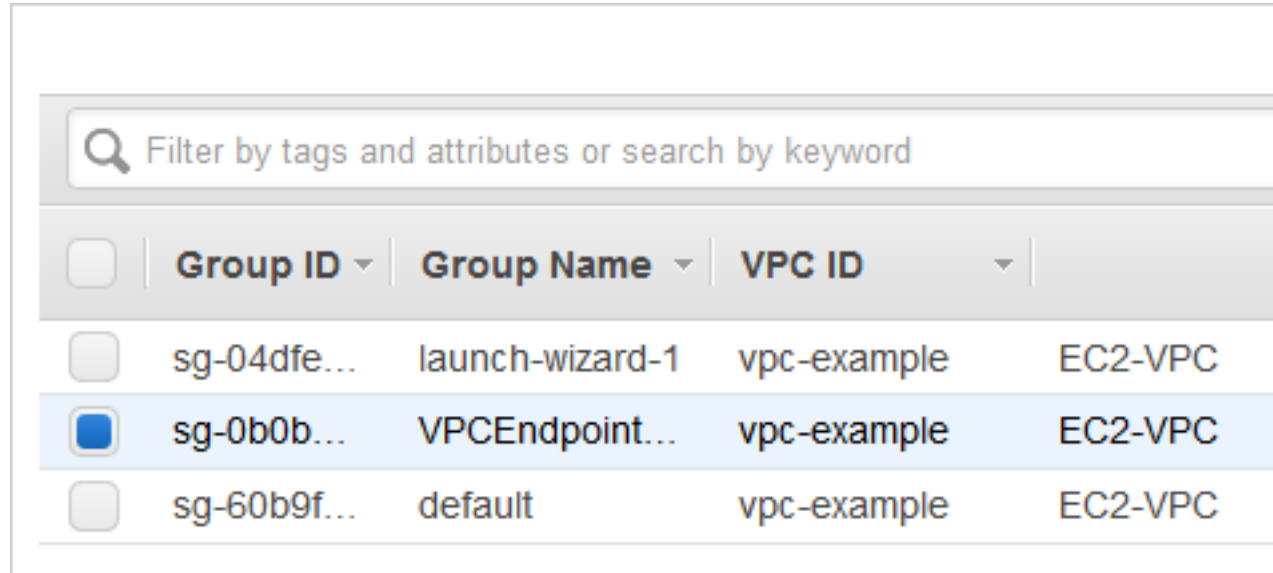 Filter by tags and attributes or search by keyword
Group ID Group Name VPC ID
sg-04dfe... launch-wizard-1 vpc-example EC2-VPC
sg-0b0b... VPCEndpoint... vpc-example EC2-VPC
sg-60b9f... default vpc-example EC2-VPC